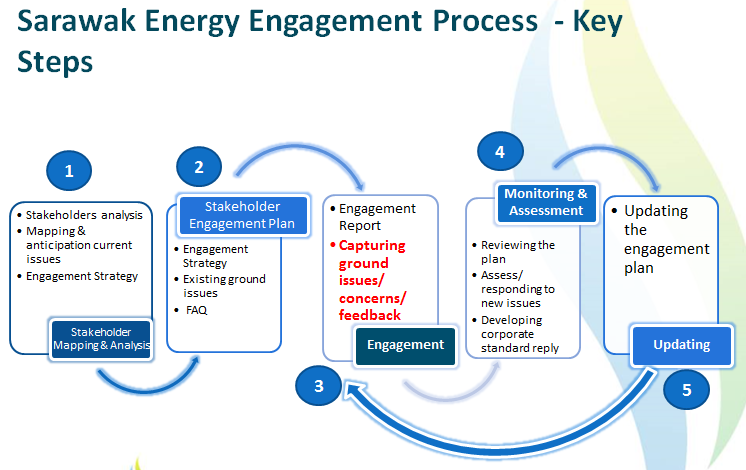 Sarawak Energy Engagement Process - Key
Steps
1
• Stakeholders analysis
• Mapping &
anticipation current
issues
• Engagement Strategy
Stakeholder
Mapping & Analysis
2
Stakeholder
Engagement Plan
• Engagement
Strategy
• Existing ground
issues
• FAQ
• Engagement
Report
• Capturing
ground
issues/
concerns/
feedback
Engagement
3
4
Monitoring &
Assessment
• Reviewing the
plan
• Assess/
responding to
new issues
• Developing
corporate
standard reply
• Updating
the
engagement
plan
Updating
5